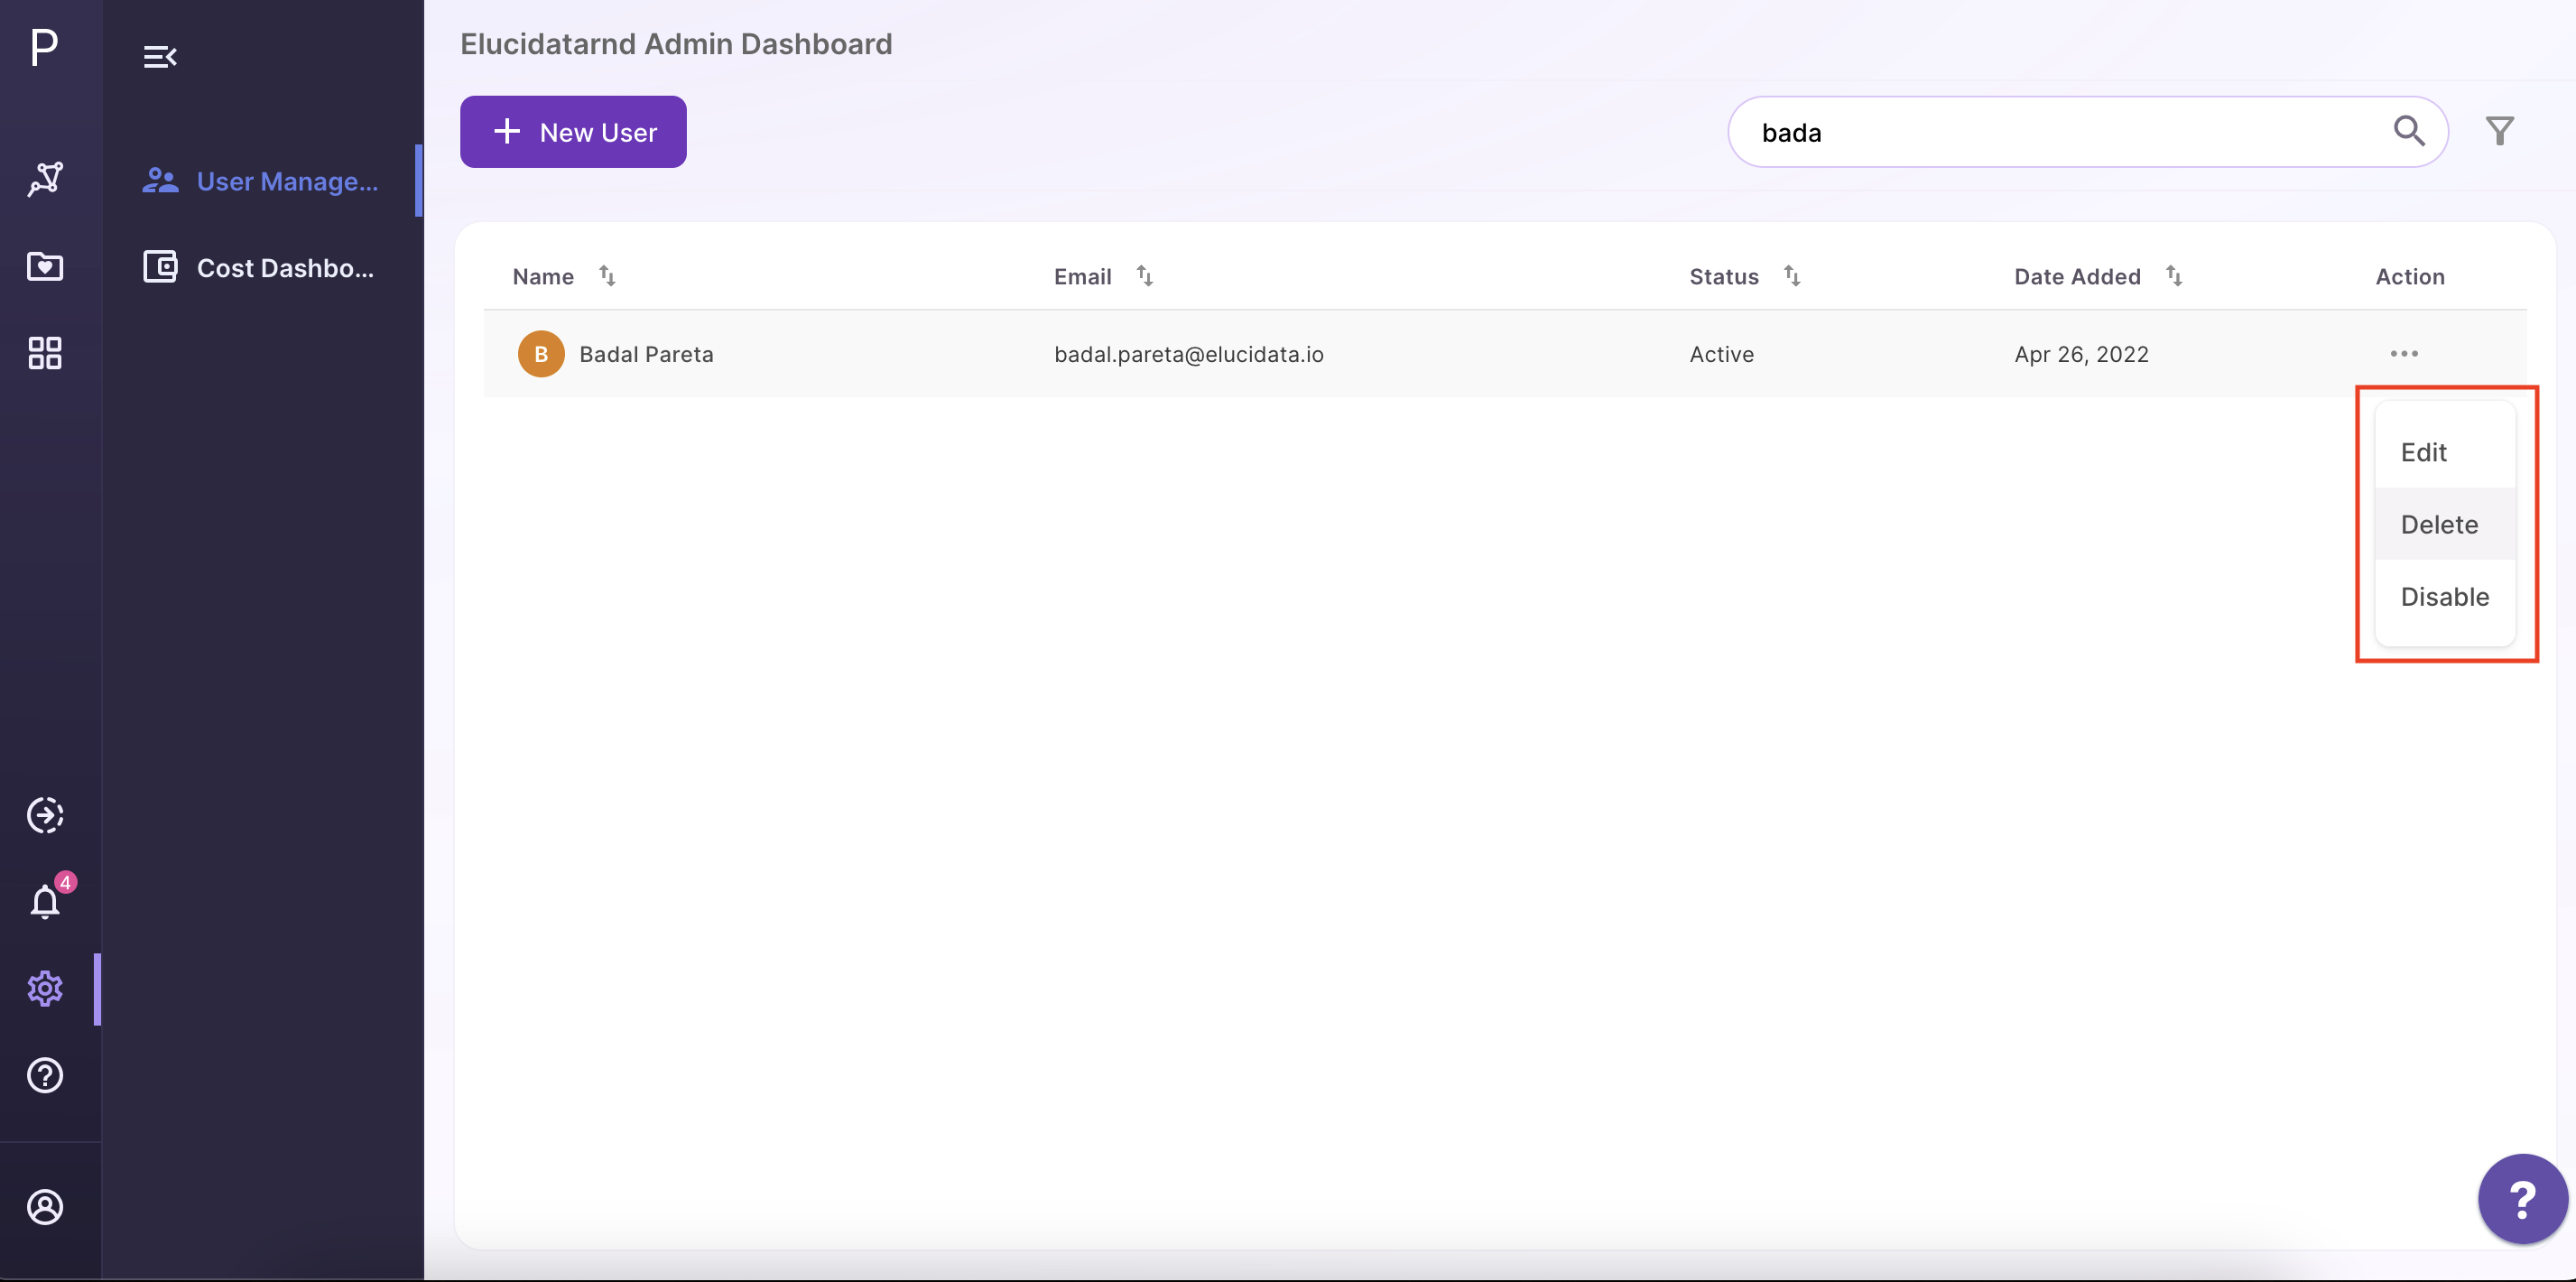 P
Elucidatarnd Admin Dashboard
+ New User
bada
User Manage...
Cost Dashbo...
Name Email Status Date Added Action
B Badal Pareta badal.pareta@elucidata.io Active Apr 26, 2022 ...
Edit
Delete
Disable
4
?
?